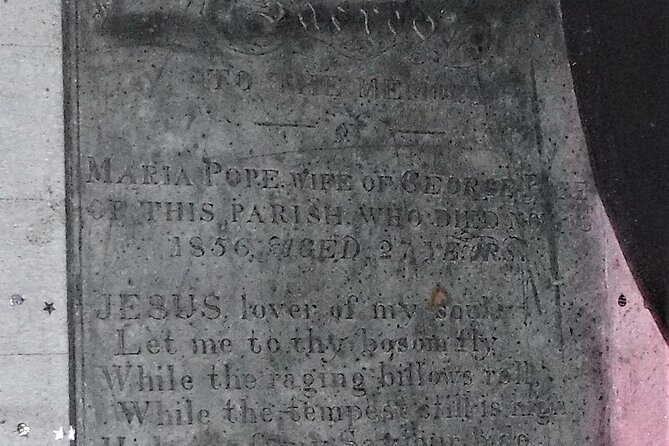 Sacred
TO THE MEMORY
OF
MARIA POPE, WIFE OF GEORGE
OF THIS PARISH, WHO DIED
1856, AGED 27 YEARS.
JESUS, lover of my soul,
Let me to thy bosom fly
While the raging billows roll,
While the tempest still is high,